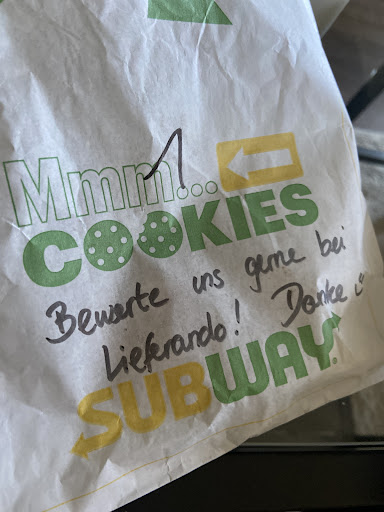 Mmm...
COOKIES
Bewerte uns gerne bei
Lieferando! Danke
SUBWAY®